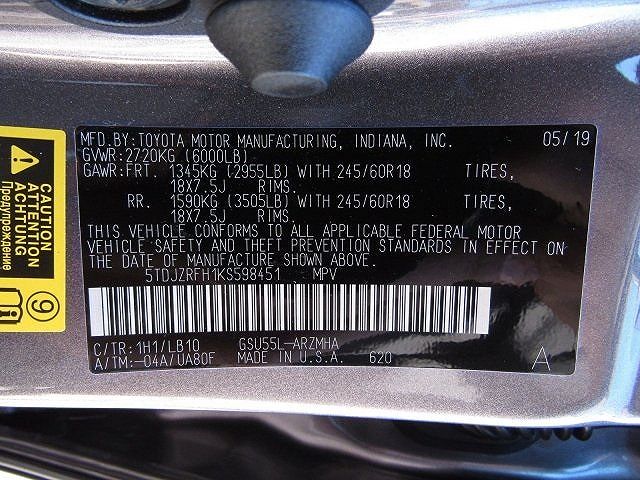 CAUTION
ATTENTION
ACHTUNG
Предупреждение
9
MFD.BY:TOYOTA MOTOR MANUFACTURING, INDIANA, INC. 05/19
GVWR:2720KG (6000LB)
GAWR:FRT. 1345KG (2955LB) WITH 245/60R18 TIRES,
18X7.5J RIMS.
RR. 1590KG (3505LB) WITH 245/60R18 TIRES,
18X7.5J RIMS.
THIS VEHICLE CONFORMS TO ALL APPLICABLE FEDERAL MOTOR
VEHICLE SAFETY AND THEFT PREVENTION STANDARDS IN EFFECT ON
THE DATE OF MANUFACTURE SHOWN ABOVE.
5TDJZRFH1KS598451 MPV
C/TR:1H1/LB10 GSU55L-ARZMHA
A/TM:-04A/UA80F MADE IN U.S.A. 620 A